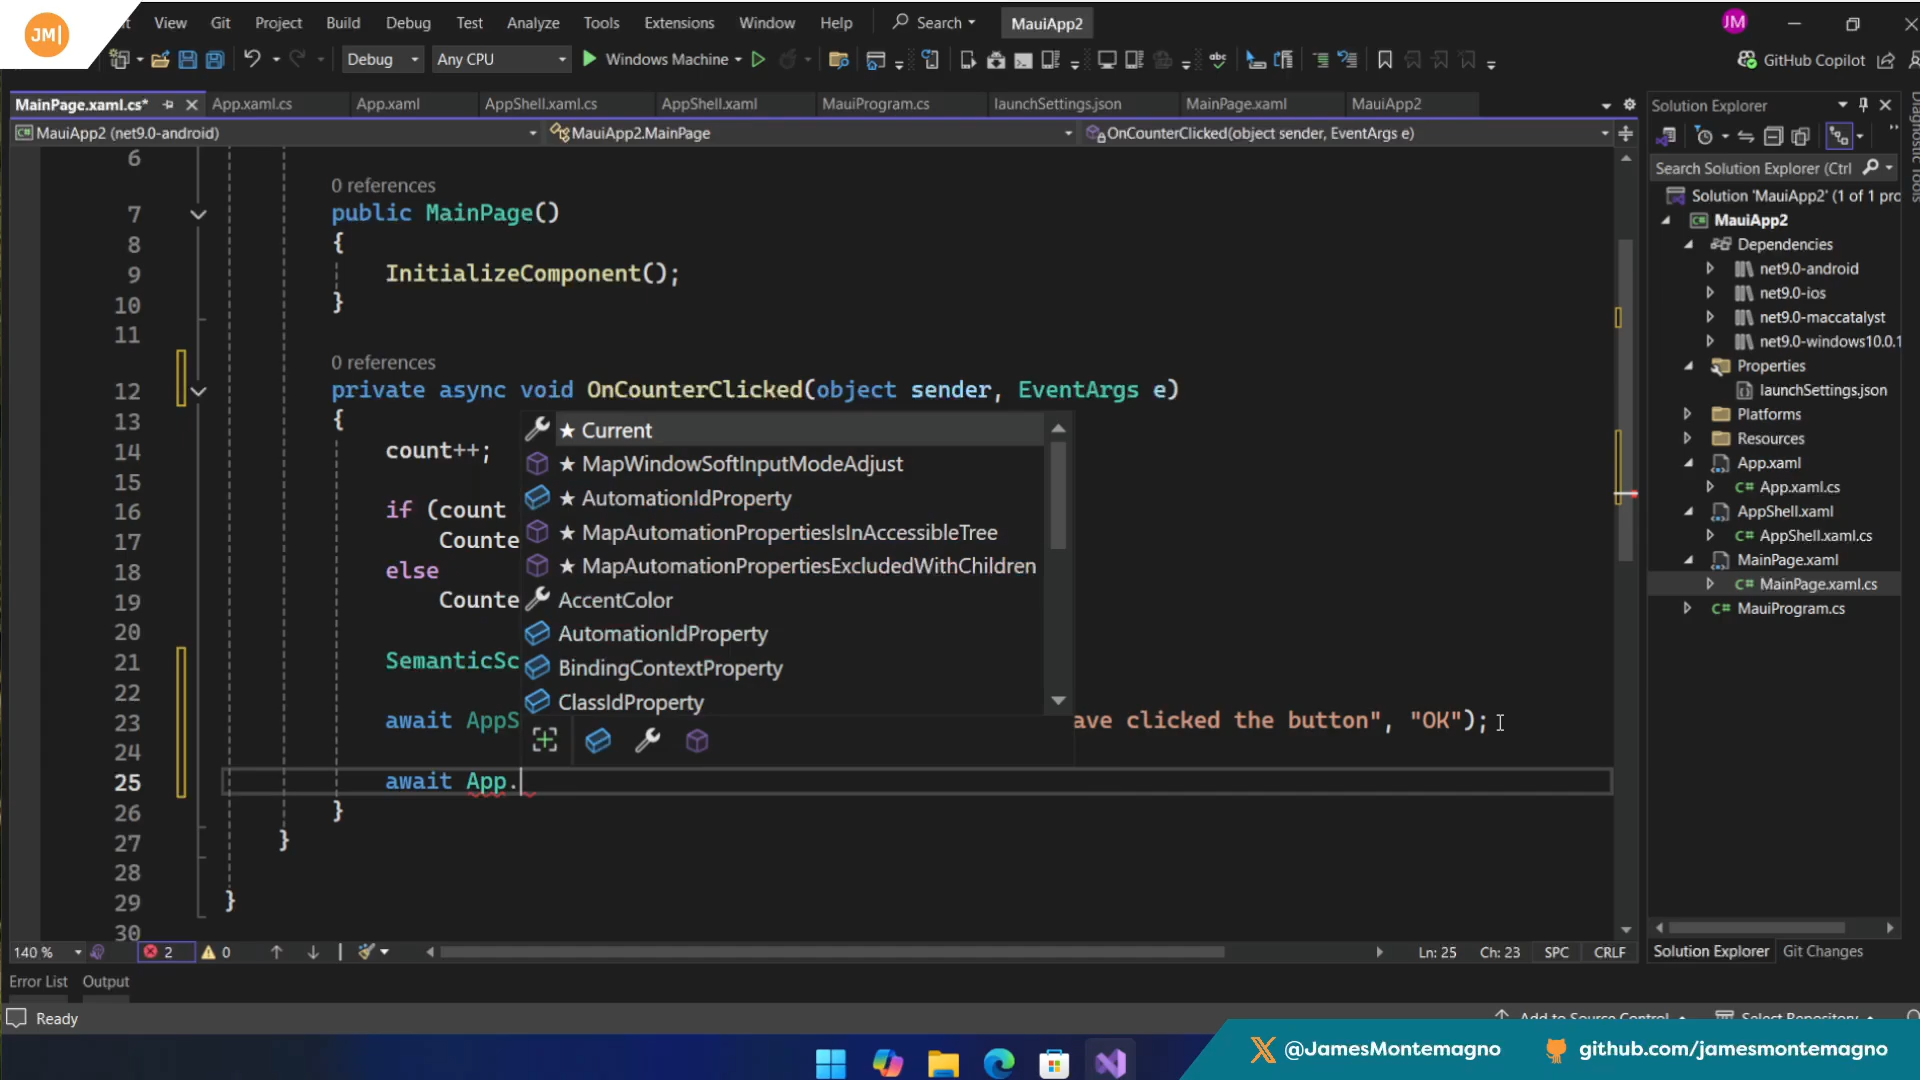 JM|
View Git Project Build Debug Test Analyze Tools Extensions Window Help Search MauiApp2 JM
Debug Any CPU Windows Machine GitHub Copilot
MainPage.xaml.cs* App.xaml.cs App.xaml AppShell.xaml.cs AppShell.xaml MauiProgram.cs launchSettings.json MainPage.xaml MauiApp2
MauiApp2 (net9.0-android) MauiApp2.MainPage OnCounterClicked(object sender, EventArgs e)
6
0 references
7 public MainPage()
8 {
9 InitializeComponent();
10 }
11
0 references
12 private async void OnCounterClicked(object sender, EventArgs e)
13 {
14 count++;
15
16 if (count
17 Counte
18 else
19 Counte
20
21 SemanticSc
22
23 await AppS ave clicked the button", "OK");
24
25 await App.
26 }
27 }
28
29 }
30
★ Current
★ MapWindowSoftInputModeAdjust
★ AutomationIdProperty
★ MapAutomationPropertiesIsInAccessibleTree
★ MapAutomationPropertiesExcludedWithChildren
AccentColor
AutomationIdProperty
BindingContextProperty
ClassIdProperty
140 % 2 0 Ln: 25 Ch: 23 SPC CRLF
Error List Output
Ready
Solution Explorer
Search Solution Explorer (Ctrl
Solution 'MauiApp2' (1 of 1 pro
MauiApp2
Dependencies
net9.0-android
net9.0-ios
net9.0-maccatalyst
net9.0-windows10.0.1
Properties
launchSettings.json
Platforms
Resources
App.xaml
C# App.xaml.cs
AppShell.xaml
C# AppShell.xaml.cs
MainPage.xaml
C# MainPage.xaml.cs
C# MauiProgram.cs
Solution Explorer Git Changes
Diagnostic Tools
Add to Source Control Select Repository
@JamesMontemagno github.com/jamesmontemagno